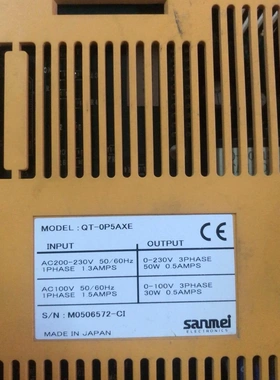 MODEL : QT-0P5AXE
CE
INPUT OUTPUT
AC200-230V 50/60Hz 0-230V 3PHASE
1PHASE 1.3AMPS 50W 0.5AMPS
AC100V 50/60Hz 0-100V 3PHASE
1PHASE 1.5AMPS 30W 0.5AMPS
S/N : M0506572-CI
MADE IN JAPAN
sanmei
ELECTRONICS